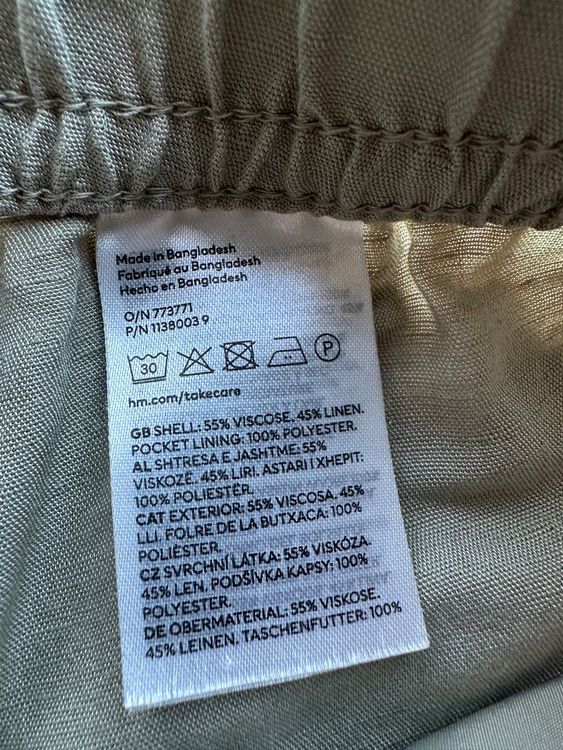 Made in Bangladesh
Fabriqué au Bangladesh
Hecho en Bangladesh
O/N 773771
P/N 1138003 9
30
P
hm.com/takecare
GB SHELL: 55% VISCOSE, 45% LINEN.
POCKET LINING: 100% POLYESTER.
AL SHTRESA E JASHTME: 55%
VISKOZË, 45% LIRI. ASTARI I XHEPIT:
100% POLIESTËR.
CAT EXTERIOR: 55% VISCOSA, 45%
LLI. FOLRE DE LA BUTXACA: 100%
POLIÈSTER.
CZ SVRCHNÍ LÁTKA: 55% VISKÓZA,
45% LEN. PODŠÍVKA KAPSY: 100%
POLYESTER.
DE OBERMATERIAL: 55% VISKOSE,
45% LEINEN. TASCHENFUTTER: 100%